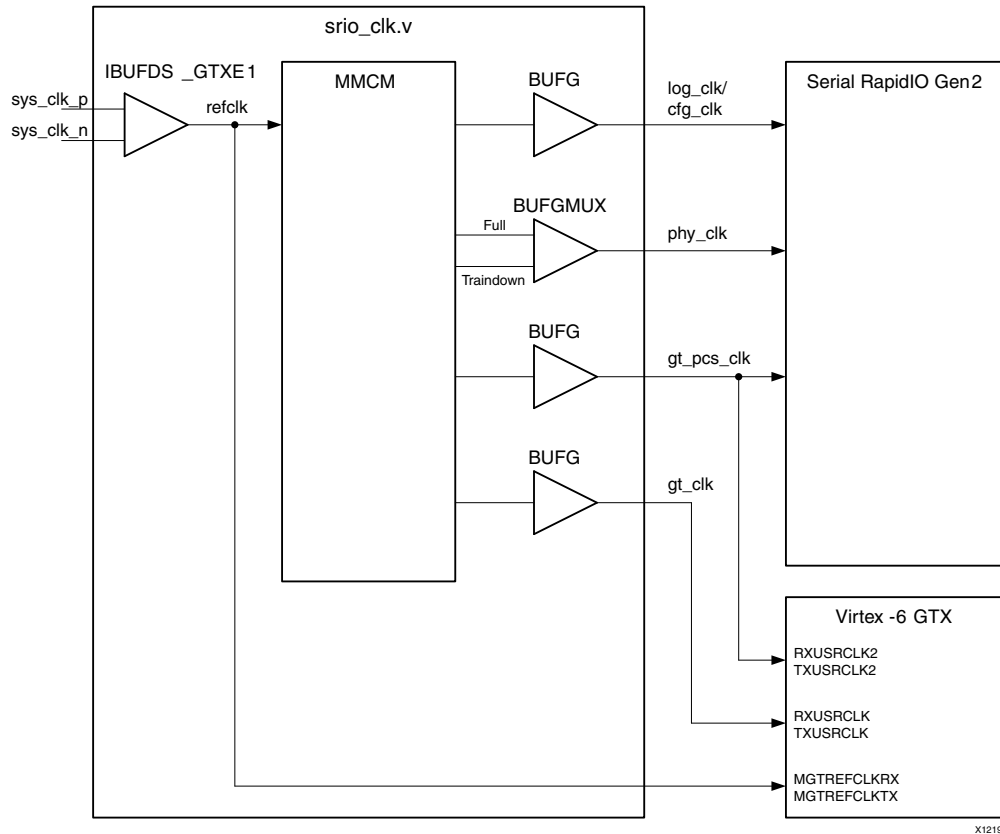 srio_clk.v
IBUFDS _GTXE1
MMCM
BUFG
Serial RapidIO Gen2
sys_clk_p
refclk
log_clk/
cfg_clk
sys_clk_n
BUFGMUX
Full
phy_clk
Traindown
BUFG
gt_pcs_clk
BUFG
gt_clk
Virtex -6 GTX
RXUSRCLK2
TXUSRCLK2
RXUSRCLK
TXUSRCLK
MGTREFCLKRX
MGTREFCLKTX